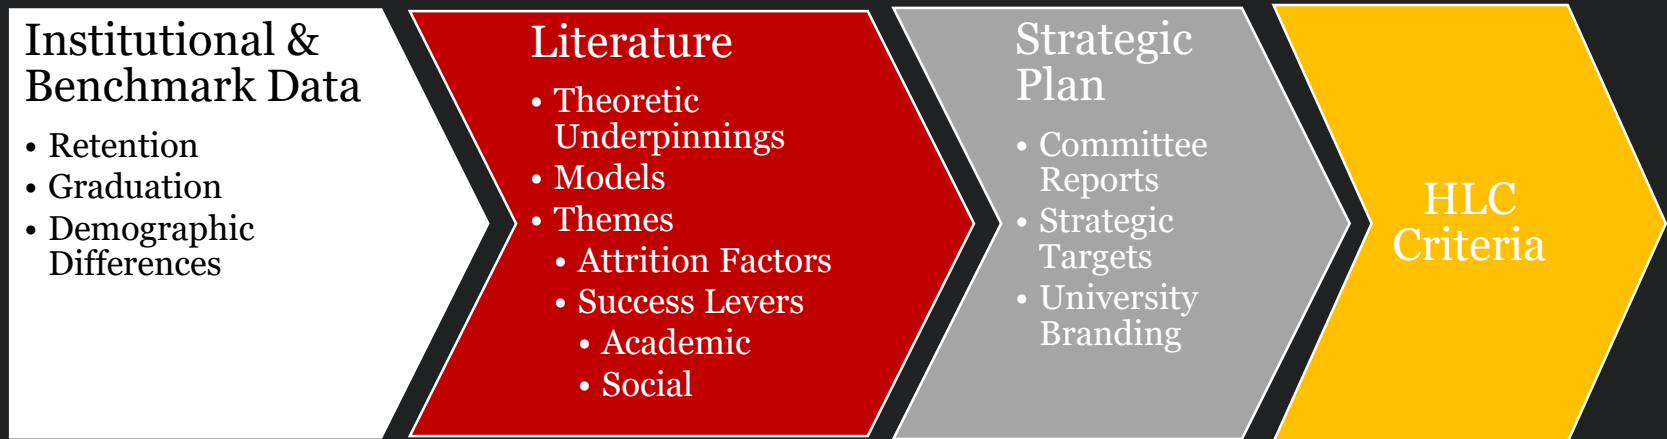 Institutional &
Benchmark Data
• Retention
• Graduation
• Demographic
Differences
Literature
• Theoretic
Underpinnings
• Models
• Themes
• Attrition Factors
• Success Levers
• Academic
• Social
Strategic
Plan
• Committee
Reports
• Strategic
Targets
• University
Branding
HLC
Criteria